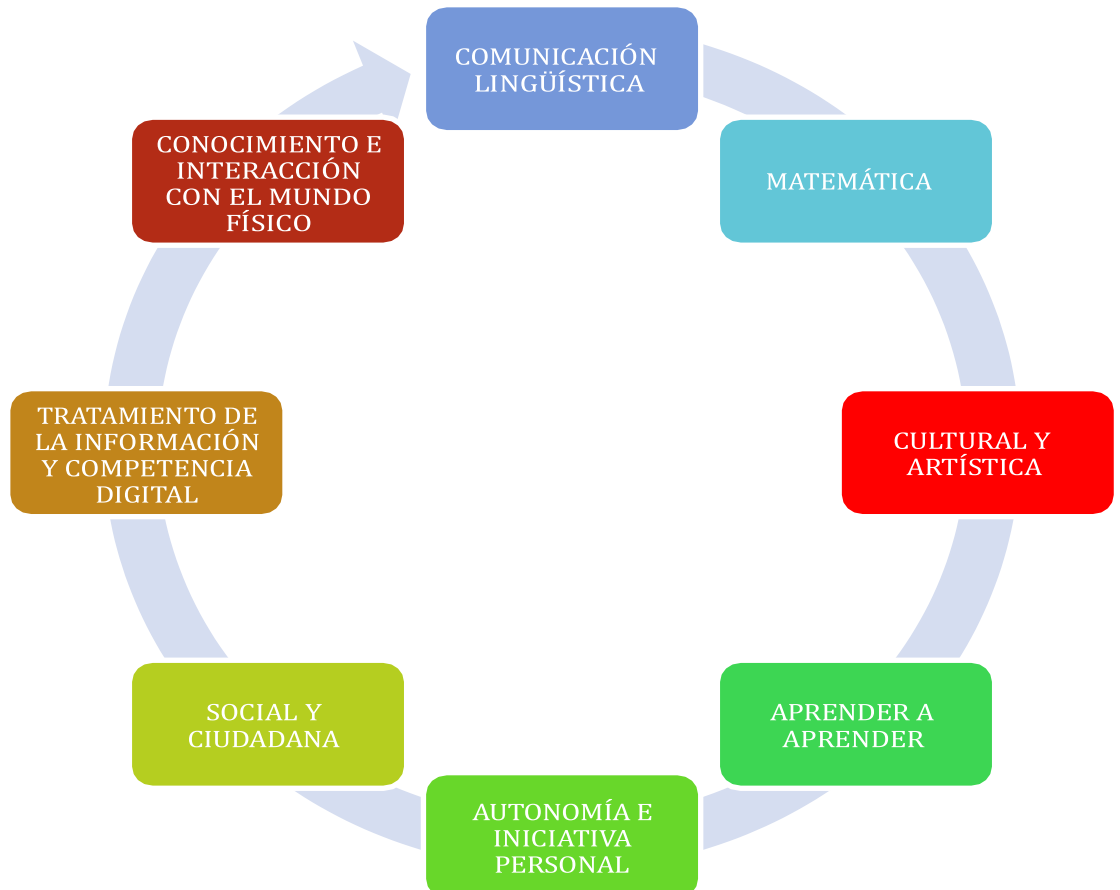 COMUNICACIÓN
LINGÜÍSTICA
MATEMÁTICA
CULTURAL Y
ARTÍSTICA
APRENDER A
APRENDER
AUTONOMÍA E
INICIATIVA
PERSONAL
SOCIAL Y
CIUDADANA
TRATAMIENTO DE
LA INFORMACIÓN
Y COMPETENCIA
DIGITAL
CONOCIMIENTO E
INTERACCIÓN
CON EL MUNDO
FÍSICO